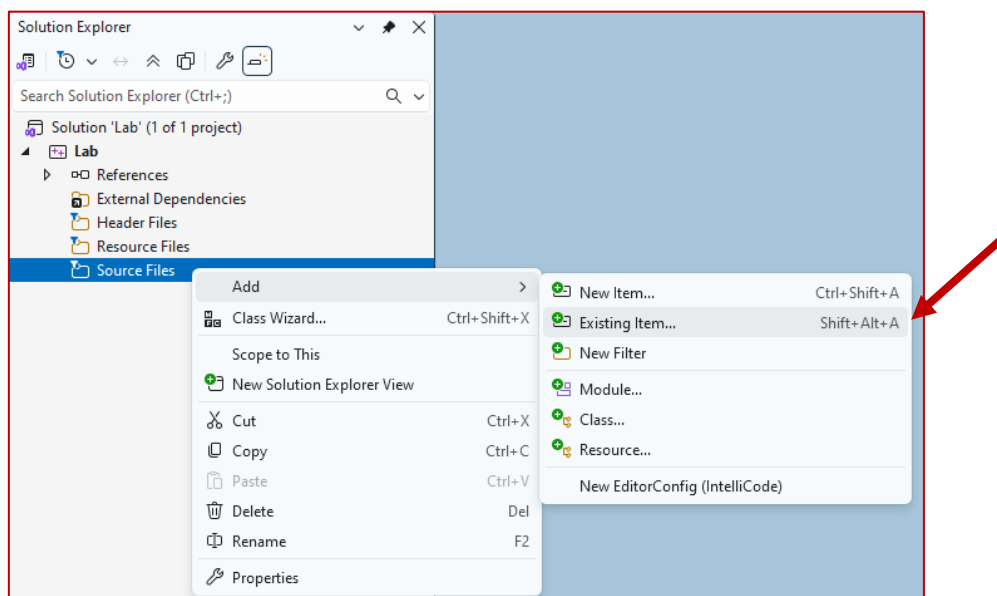 Solution Explorer
Search Solution Explorer (Ctrl+;)
Solution 'Lab' (1 of 1 project)
Lab
References
External Dependencies
Header Files
Resource Files
Source Files
Add
Class Wizard... Ctrl+Shift+X
Scope to This
New Solution Explorer View
Cut Ctrl+X
Copy Ctrl+C
Paste Ctrl+V
Delete Del
Rename F2
Properties
New Item... Ctrl+Shift+A
Existing Item... Shift+Alt+A
New Filter
Module...
Class...
Resource...
New EditorConfig (IntelliCode)